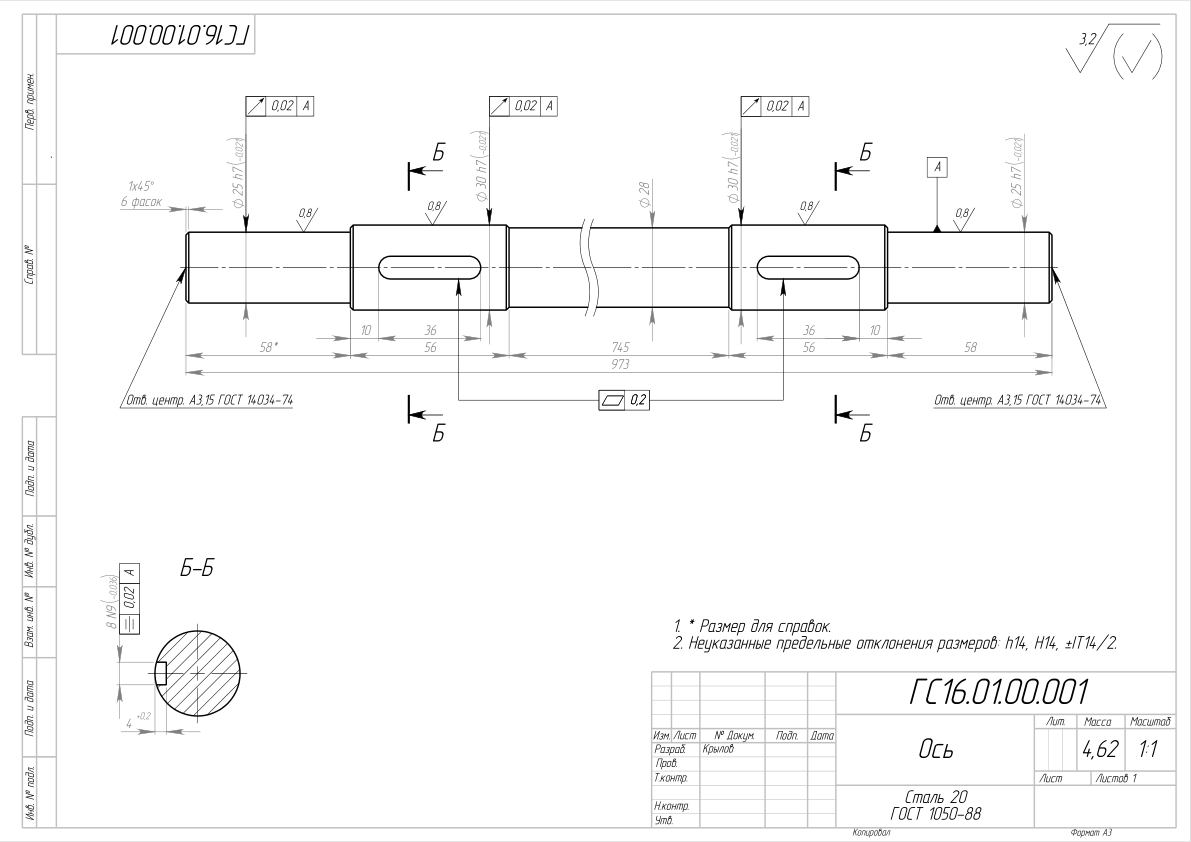 ГС16.01.00.001
Перв. примен.
Справ. №
Подп. и дата
Инв. № дубл.
Взам. инв. №
Подп. и дата
Инв. № подл.
3,2
0,02 А
0,02 А
0,02 А
А
Б
Б
⌀ 25 h7(-0,021)
⌀ 30 h7(-0,021)
⌀ 28
⌀ 30 h7(-0,021)
⌀ 25 h7(-0,021)
1х45°
6 фасок
0,8
0,8
0,8
0,8
10
36
36
10
58*
56
745
56
58
973
Отв. центр. А3,15 ГОСТ 14034-74
0,2
Отв. центр. А3,15 ГОСТ 14034-74
Б
Б
Б-Б
8 N9(-0,036)
0,02 А
4 +0,2
1. * Размер для справок.
2. Неуказанные предельные отклонения размеров: h14, H14, ±IT14/2.
ГС16.01.00.001
Изм. Лист № Докум. Подп. Дата
Разраб. Крылов
Пров.
Т.контр.
Н.контр.
Утв.
Ось
Лит. Масса Масштаб
4,62 1:1
Лист Листов 1
Сталь 20
ГОСТ 1050-88
Копировал Формат А3